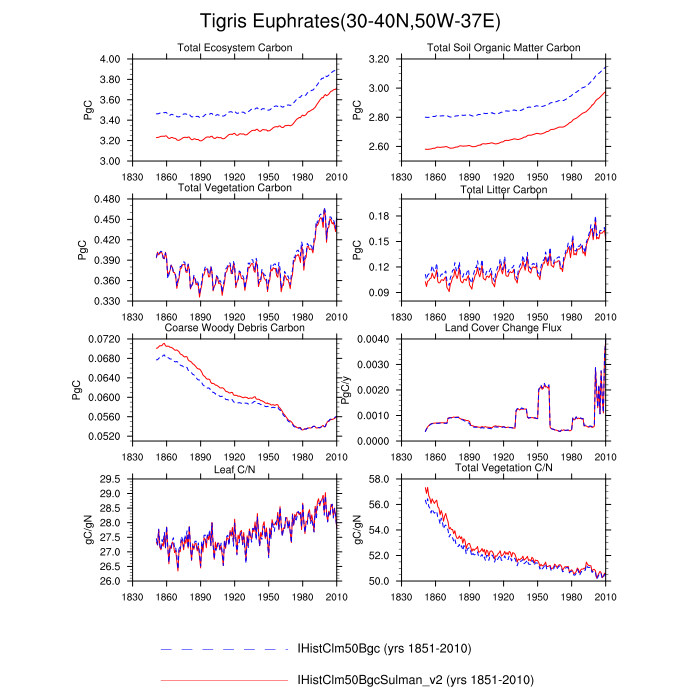 Tigris Euphrates(30-40N,50W-37E)
Total Ecosystem Carbon
Total Soil Organic Matter Carbon
4.00
3.80
3.60
3.40
3.20
3.00
PgC
1830 1860 1890 1920 1950 1980 2010
3.20
3.00
2.80
2.60
PgC
1830 1860 1890 1920 1950 1980 2010
Total Vegetation Carbon
Total Litter Carbon
0.480
0.450
0.420
0.390
0.360
0.330
PgC
1830 1860 1890 1920 1950 1980 2010
0.18
0.15
0.12
0.09
PgC
1830 1860 1890 1920 1950 1980 2010
Coarse Woody Debris Carbon
Land Cover Change Flux
0.0720
0.0680
0.0640
0.0600
0.0560
0.0520
PgC
1830 1860 1890 1920 1950 1980 2010
0.0040
0.0030
0.0020
0.0010
0.0000
PgC/y
1830 1860 1890 1920 1950 1980 2010
Leaf C/N
Total Vegetation C/N
29.5
29.0
28.5
28.0
27.5
27.0
26.5
26.0
gC/gN
1830 1860 1890 1920 1950 1980 2010
58.0
56.0
54.0
52.0
50.0
gC/gN
1830 1860 1890 1920 1950 1980 2010
IHistClm50Bgc (yrs 1851-2010)
IHistClm50BgcSulman_v2 (yrs 1851-2010)